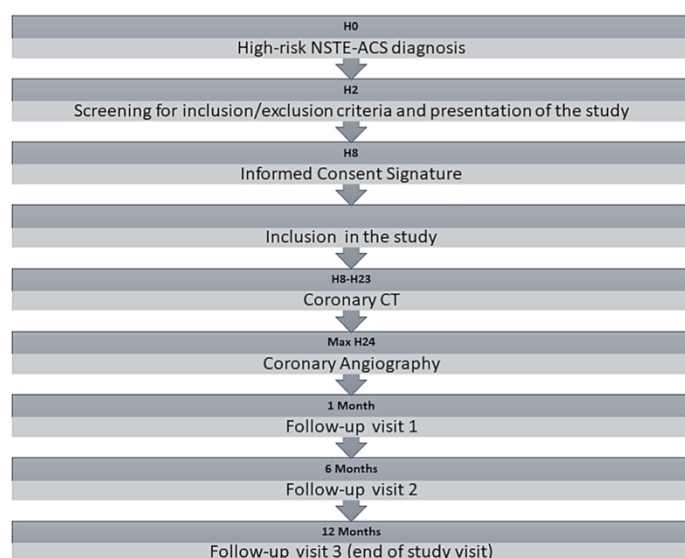 H0
High-risk NSTE-ACS diagnosis
H2
Screening for inclusion/exclusion criteria and presentation of the study
H8
Informed Consent Signature
Inclusion in the study
H8-H23
Coronary CT
Max H24
Coronary Angiography
1 Month
Follow-up visit 1
6 Months
Follow-up visit 2
12 Months
Follow-up visit 3 (end of study visit)